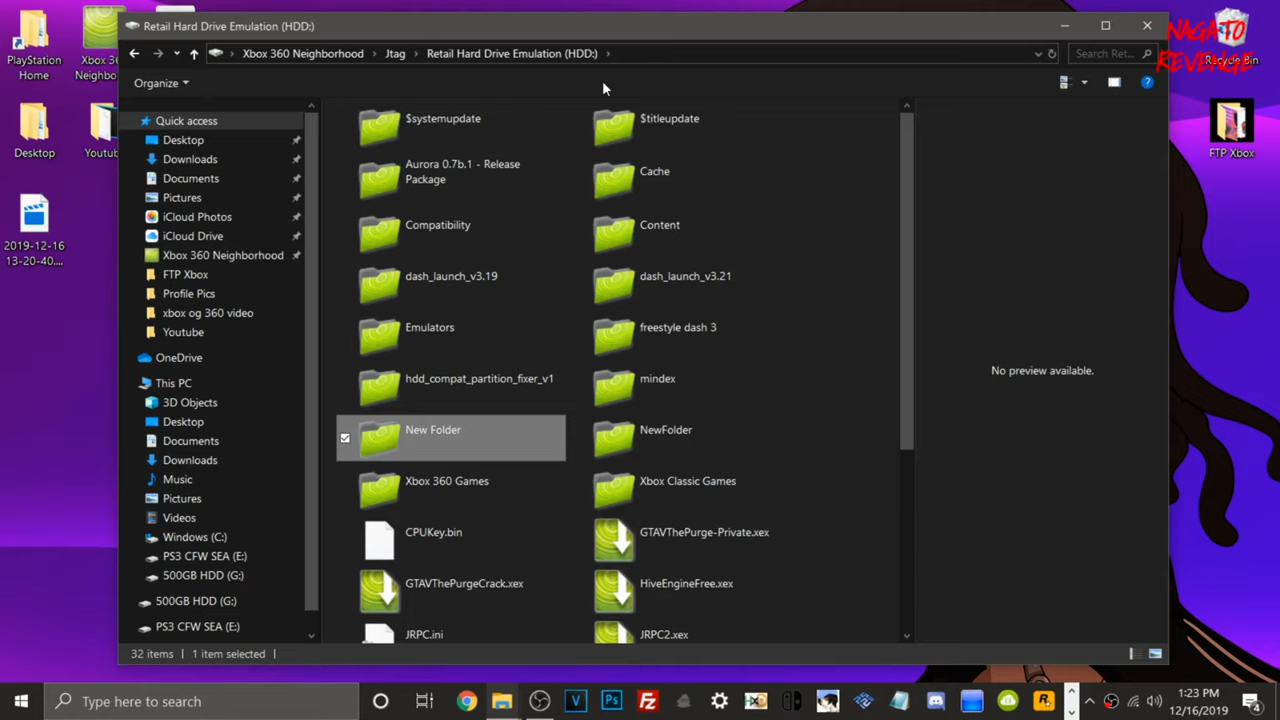 PlayStation
Home
Xbox 36
Neighbo
Desktop
Youtub
2019-12-16
13-20-40....
NAGATO
REVENGE
Recycle Bin
FTP Xbox
Retail Hard Drive Emulation (HDD:)
Xbox 360 Neighborhood > Jtag > Retail Hard Drive Emulation (HDD:) >
Search Ret...
Organize
Quick access
Desktop
Downloads
Documents
Pictures
iCloud Photos
iCloud Drive
Xbox 360 Neighborhood
FTP Xbox
Profile Pics
xbox og 360 video
Youtube
OneDrive
This PC
3D Objects
Desktop
Documents
Downloads
Music
Pictures
Videos
Windows (C:)
PS3 CFW SEA (E:)
500GB HDD (G:)
500GB HDD (G:)
PS3 CFW SEA (E:)
$systemupdate
$titleupdate
Aurora 0.7b.1 - Release
Package
Cache
Compatibility
Content
dash_launch_v3.19
dash_launch_v3.21
Emulators
freestyle dash 3
hdd_compat_partition_fixer_v1
mindex
New Folder
NewFolder
Xbox 360 Games
Xbox Classic Games
CPUKey.bin
GTAVThePurge-Private.xex
GTAVThePurgeCrack.xex
HiveEngineFree.xex
JRPC.ini
JRPC2.xex
No preview available.
32 items
1 item selected
Type here to search
1:23 PM
12/16/2019
4